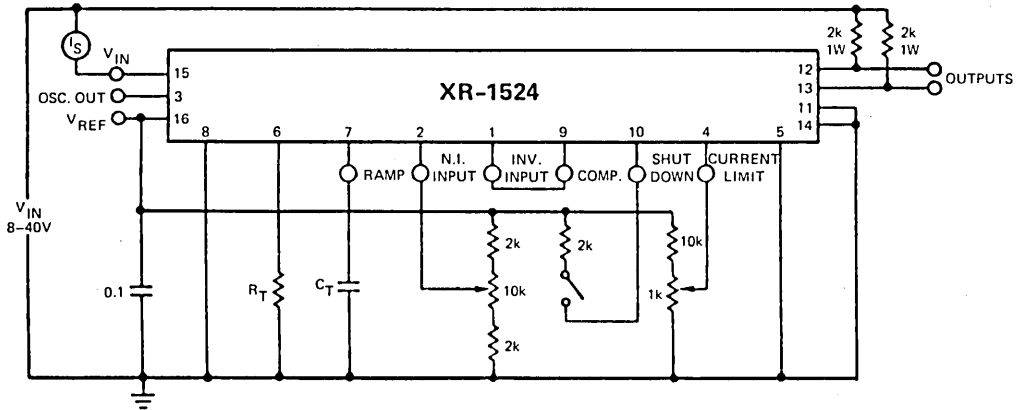 2k
1W
2k
1W
I_S
V_IN
15
OSC. OUT
3
V_REF
16
XR-1524
12
13
OUTPUTS
11
14
8
6
7
2
1
9
10
4
5
RAMP
N.I.
INPUT
INV.
INPUT
COMP.
SHUT
DOWN
CURRENT
LIMIT
V_IN
8–40V
2k
2k
10k
0.1
R_T
C_T
10k
1k
2k